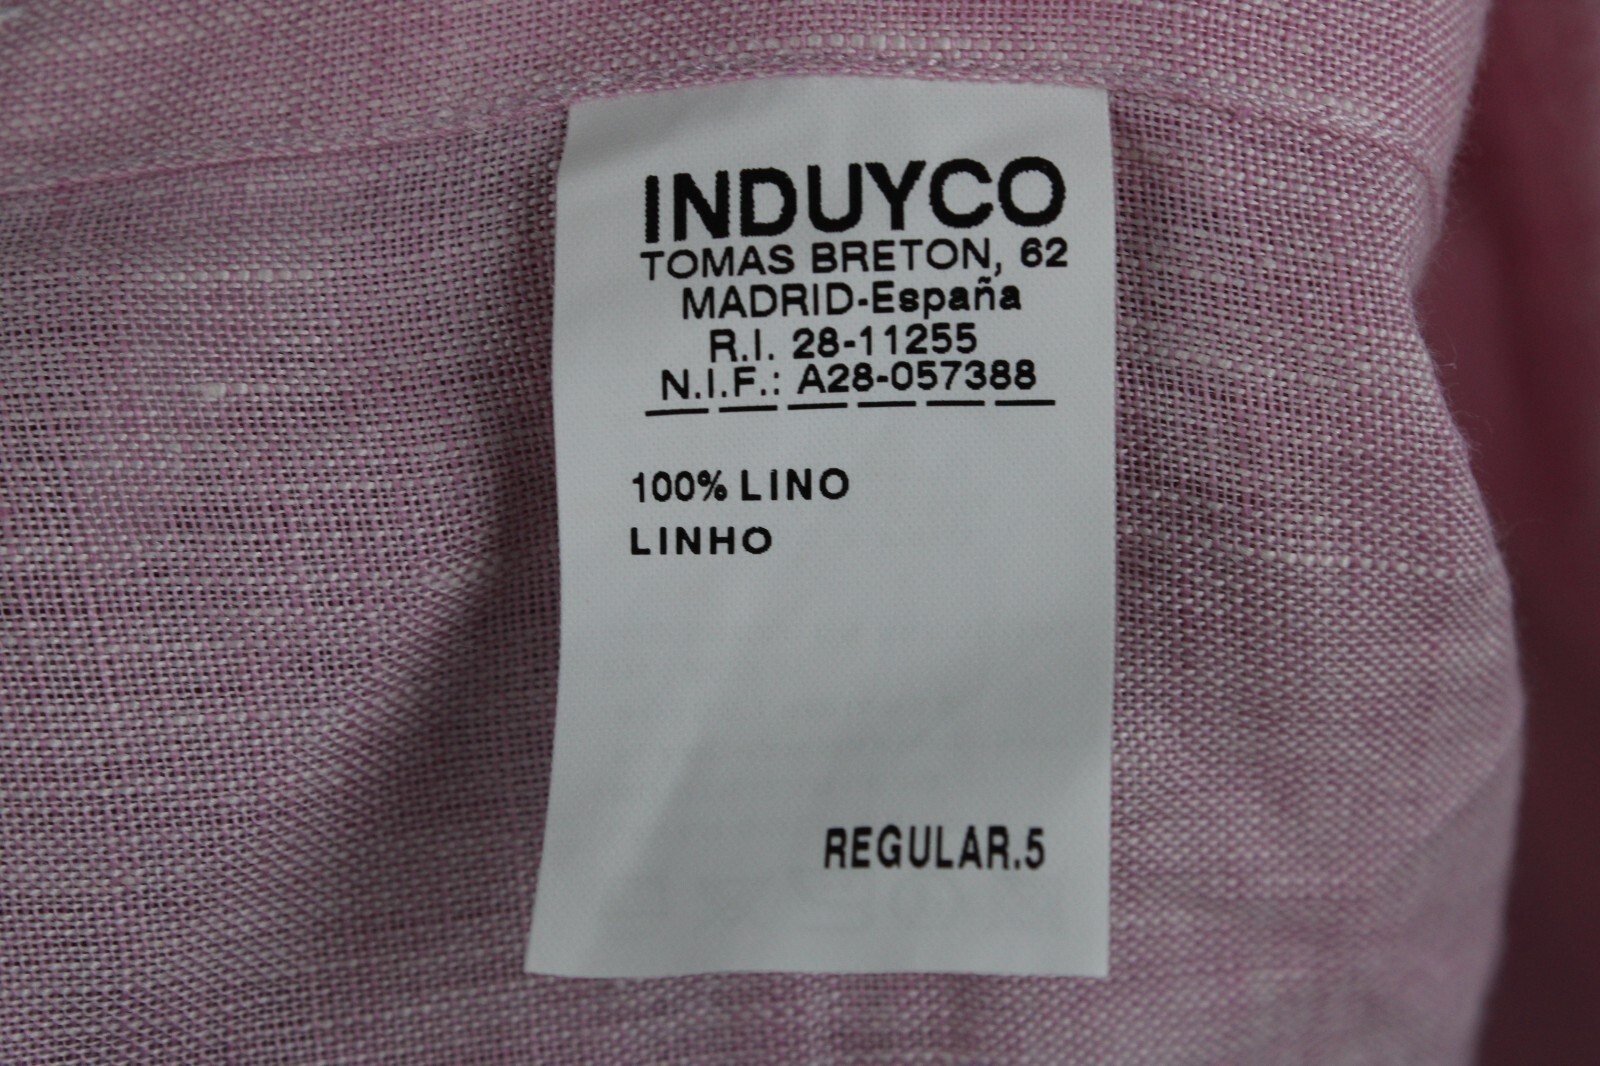 INDUYCO
TOMAS BRETON, 62
MADRID-España
R.I. 28-11255
N.I.F.: A28-057388
100% LINO
LINHO
REGULAR.5